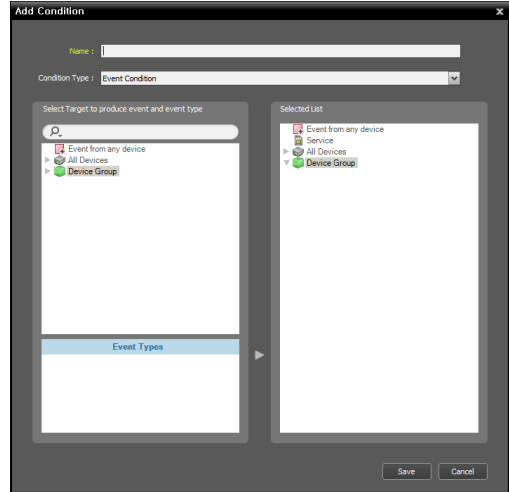 Add Condition
x
Name :
Condition Type : Event Condition
Select Target to produce event and event type
Event from any device
All Devices
Device Group
Event Types
Selected List
Event from any device
Service
All Devices
Device Group
Save Cancel